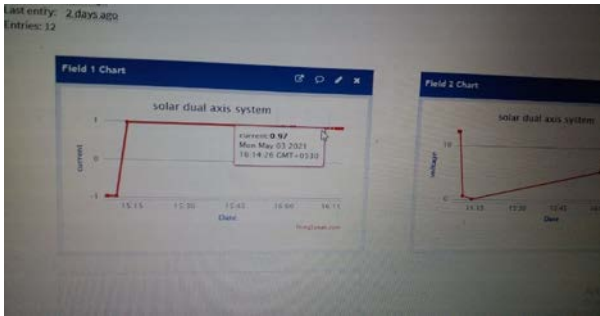 Last entry: 2 days ago
Entries: 12
Field 1 Chart
solar dual axis system
1
0
-1
current
current: 0.97
Mon May 03 2021
16:14:26 GMT+0530
15:15
15:30
15:45
16:00
16:15
Date
ThingSpeak.com
Field 2 Chart
solar dual axis system
10
0
15:15
15:30
15:45
Date